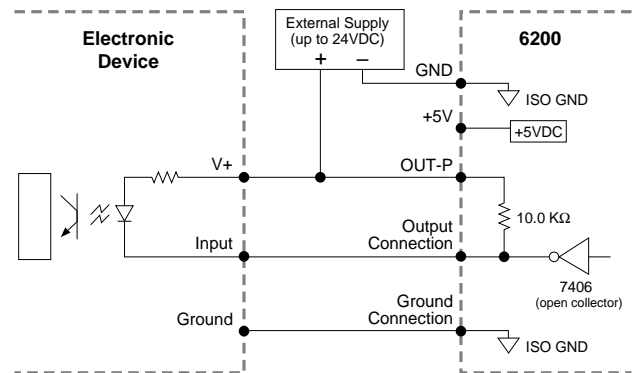 Electronic
Device
External Supply
(up to 24VDC)
+ –
6200
GND
ISO GND
+5V
+5VDC
V+
OUT-P
10.0 KΩ
Input
Output
Connection
7406
(open collector)
Ground
Ground
Connection
ISO GND